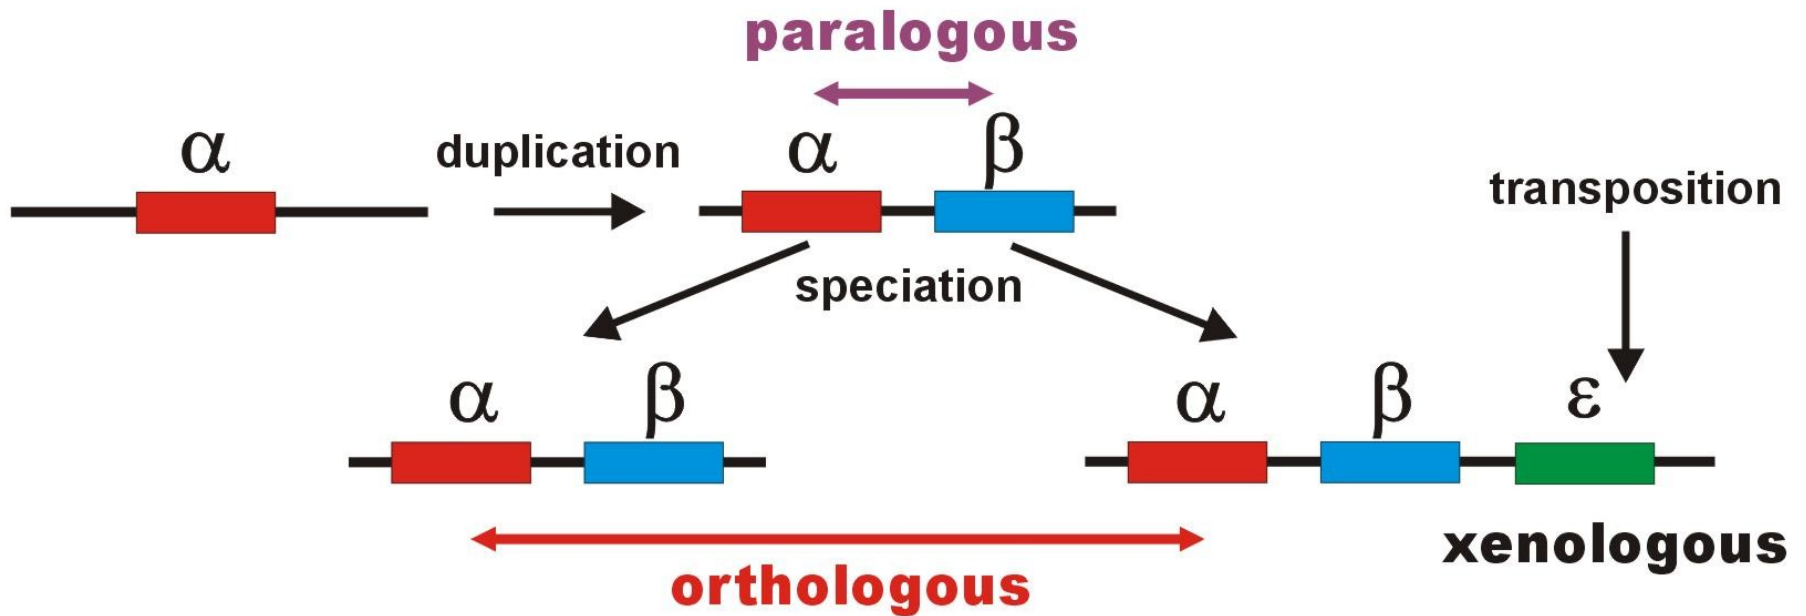 paralogous
α
duplication
α
β
transposition
speciation
α
β
α
β
ε
xenologous
orthologous